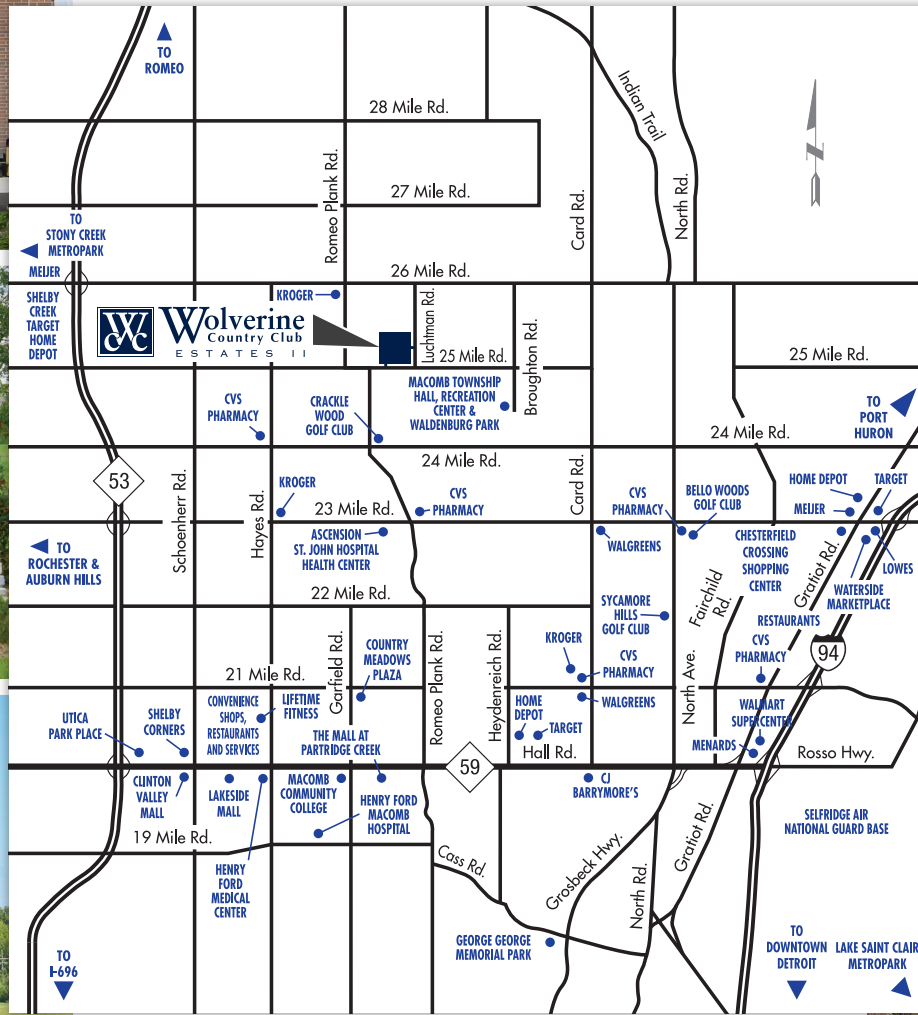 TO
ROMEO
28 Mile Rd.
Indian Trail
N
27 Mile Rd.
Romeo Plank Rd.
Card Rd.
North Rd.
TO
STONY CREEK
METROPARK
MEIJER
26 Mile Rd.
SHELBY
CREEK
TARGET
HOME
DEPOT
KROGER
WCC
Wolverine
Country Club
ESTATES II
Luchtman Rd.
Broughton Rd.
25 Mile Rd.
25 Mile Rd.
CVS
PHARMACY
CRACKLE
WOOD
GOLF CLUB
MACOMB TOWNSHIP
HALL, RECREATION
CENTER &
WALDENBURG PARK
TO
PORT
HURON
24 Mile Rd.
24 Mile Rd.
53
Schoenherr Rd.
Hayes Rd.
KROGER
23 Mile Rd.
CVS
PHARMACY
Card Rd.
CVS
PHARMACY
BELLO WOODS
GOLF CLUB
HOME DEPOT
TARGET
MEIJER
TO
ROCHESTER &
AUBURN HILLS
ASCENSION
ST. JOHN HOSPITAL
HEALTH CENTER
WALGREENS
CHESTERFIELD
CROSSING
SHOPPING
CENTER
Gratiot Rd.
LOWES
WATERSIDE
MARKETPLACE
22 Mile Rd.
SYCAMORE
HILLS
GOLF CLUB
Fairchild
Rd.
RESTAURANTS
CVS
PHARMACY
94
Garfield Rd.
COUNTRY
MEADOWS
PLAZA
Romeo Plank Rd.
Heydenreich Rd.
KROGER
CVS
PHARMACY
21 Mile Rd.
North Ave.
UTICA
PARK PLACE
SHELBY
CORNERS
CONVENIENCE
SHOPS,
RESTAURANTS
AND SERVICES
LIFETIME
FITNESS
THE MALL AT
PARTRIDGE CREEK
HOME
DEPOT
TARGET
WALGREENS
WALMART
SUPERCENTER
MENARDS
Hall Rd.
Rosso Hwy.
59
CLINTON
VALLEY
MALL
LAKESIDE
MALL
MACOMB
COMMUNITY
COLLEGE
HENRY FORD
MACOMB
HOSPITAL
CJ
BARRYMORE'S
SELFRIDGE AIR
NATIONAL GUARD BASE
19 Mile Rd.
HENRY
FORD
MEDICAL
CENTER
Cass Rd.
Grosbeck Hwy.
North Rd.
Gratiot Rd.
GEORGE GEORGE
MEMORIAL PARK
TO
I-696
TO
DOWNTOWN
DETROIT
LAKE SAINT CLAIR
METROPARK